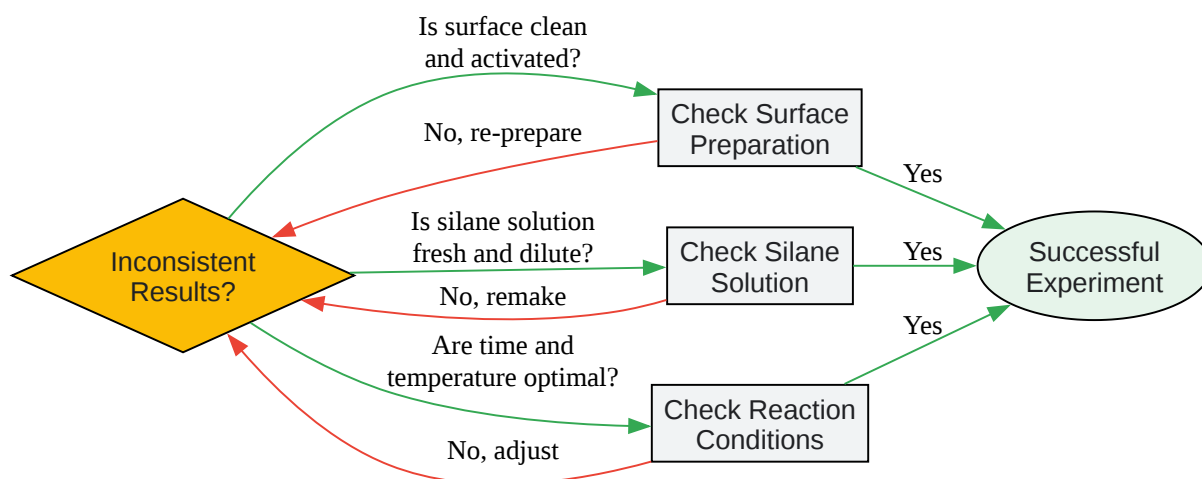 Is surface clean
and activated?
Check Surface
Preparation
No, re-prepare
Yes
Is silane solution
fresh and dilute?
Check Silane
Solution
Yes
Successful
Experiment
Inconsistent
Results?
No, remake
Yes
Are time and
temperature optimal?
Check Reaction
Conditions
No, adjust